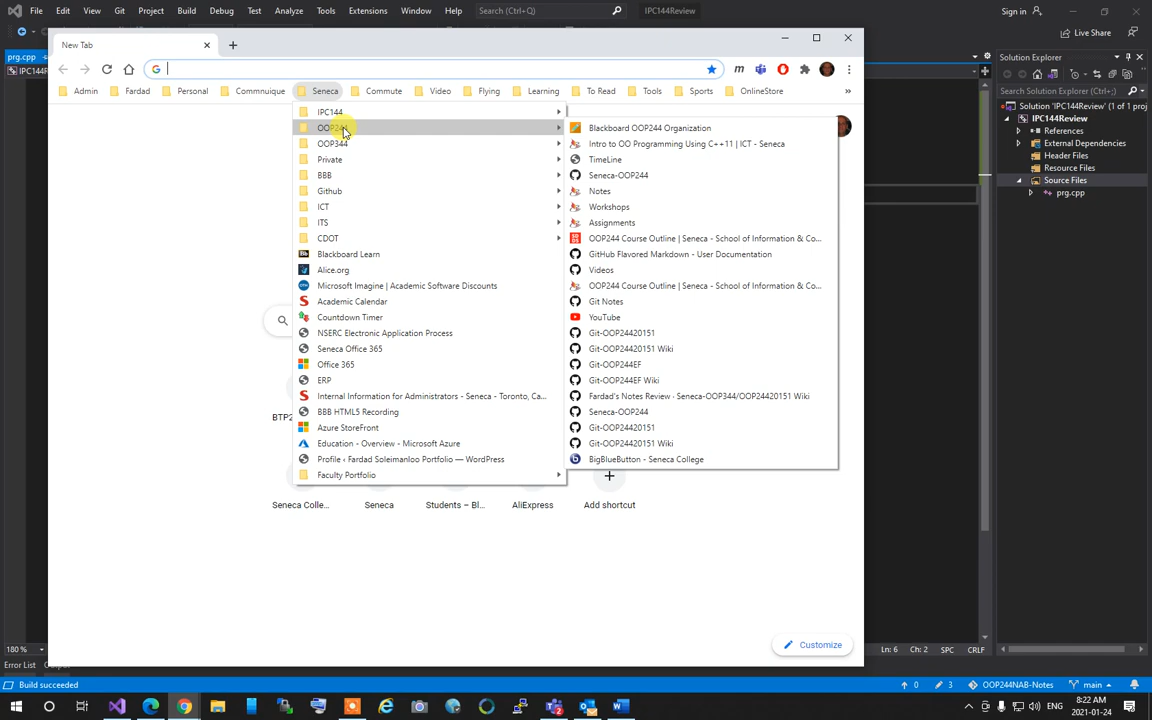 File Edit View Git Project Build Debug Test Analyze Tools Extensions Window Help Search (Ctrl+Q) IPC144Review Sign in
Live Share
prg.cpp
New Tab
Solution Explorer
Search Solution Explorer (Ctrl+;)
G
m
Admin Fardad Personal Commnuique Seneca Commute Video Flying Learning To Read Tools Sports OnlineStore »
Solution 'IPC144Review' (1 of 1 proj
IPC144Review
References
External Dependencies
Header Files
Resource Files
Source Files
prg.cpp
IPC144
OOP244
OOP344
Private
BBB
Github
ICT
ITS
CDOT
Blackboard Learn
Alice.org
Microsoft Imagine | Academic Software Discounts
Academic Calendar
Countdown Timer
NSERC Electronic Application Process
Seneca Office 365
Office 365
ERP
Internal Information for Administrators - Seneca - Toronto, Ca...
BBB HTML5 Recording
Azure StoreFront
Education - Overview - Microsoft Azure
Profile ‹ Fardad Soleimanloo Portfolio — WordPress
Faculty Portfolio
Blackboard OOP244 Organization
Intro to OO Programming Using C++11 | ICT - Seneca
TimeLine
Seneca-OOP244
Notes
Workshops
Assignments
OOP244 Course Outline | Seneca - School of Information & Co...
GitHub Flavored Markdown - User Documentation
Videos
OOP244 Course Outline | Seneca - School of Information & Co...
Git Notes
YouTube
Git-OOP24420151
Git-OOP24420151 Wiki
Git-OOP244EF
Git-OOP244EF Wiki
Fardad's Notes Review · Seneca-OOP344/OOP24420151 Wiki
Seneca-OOP244
Git-OOP24420151
Git-OOP24420151 Wiki
BigBlueButton - Seneca College
BTP2
Seneca Colle... Seneca Students – Bl... AliExpress Add shortcut
Customize
180 % Ln: 6 Ch: 2 SPC CRLF
Error List
Build succeeded 0 3 OOP244NAB-Notes main
8:22 AM
2021-01-24